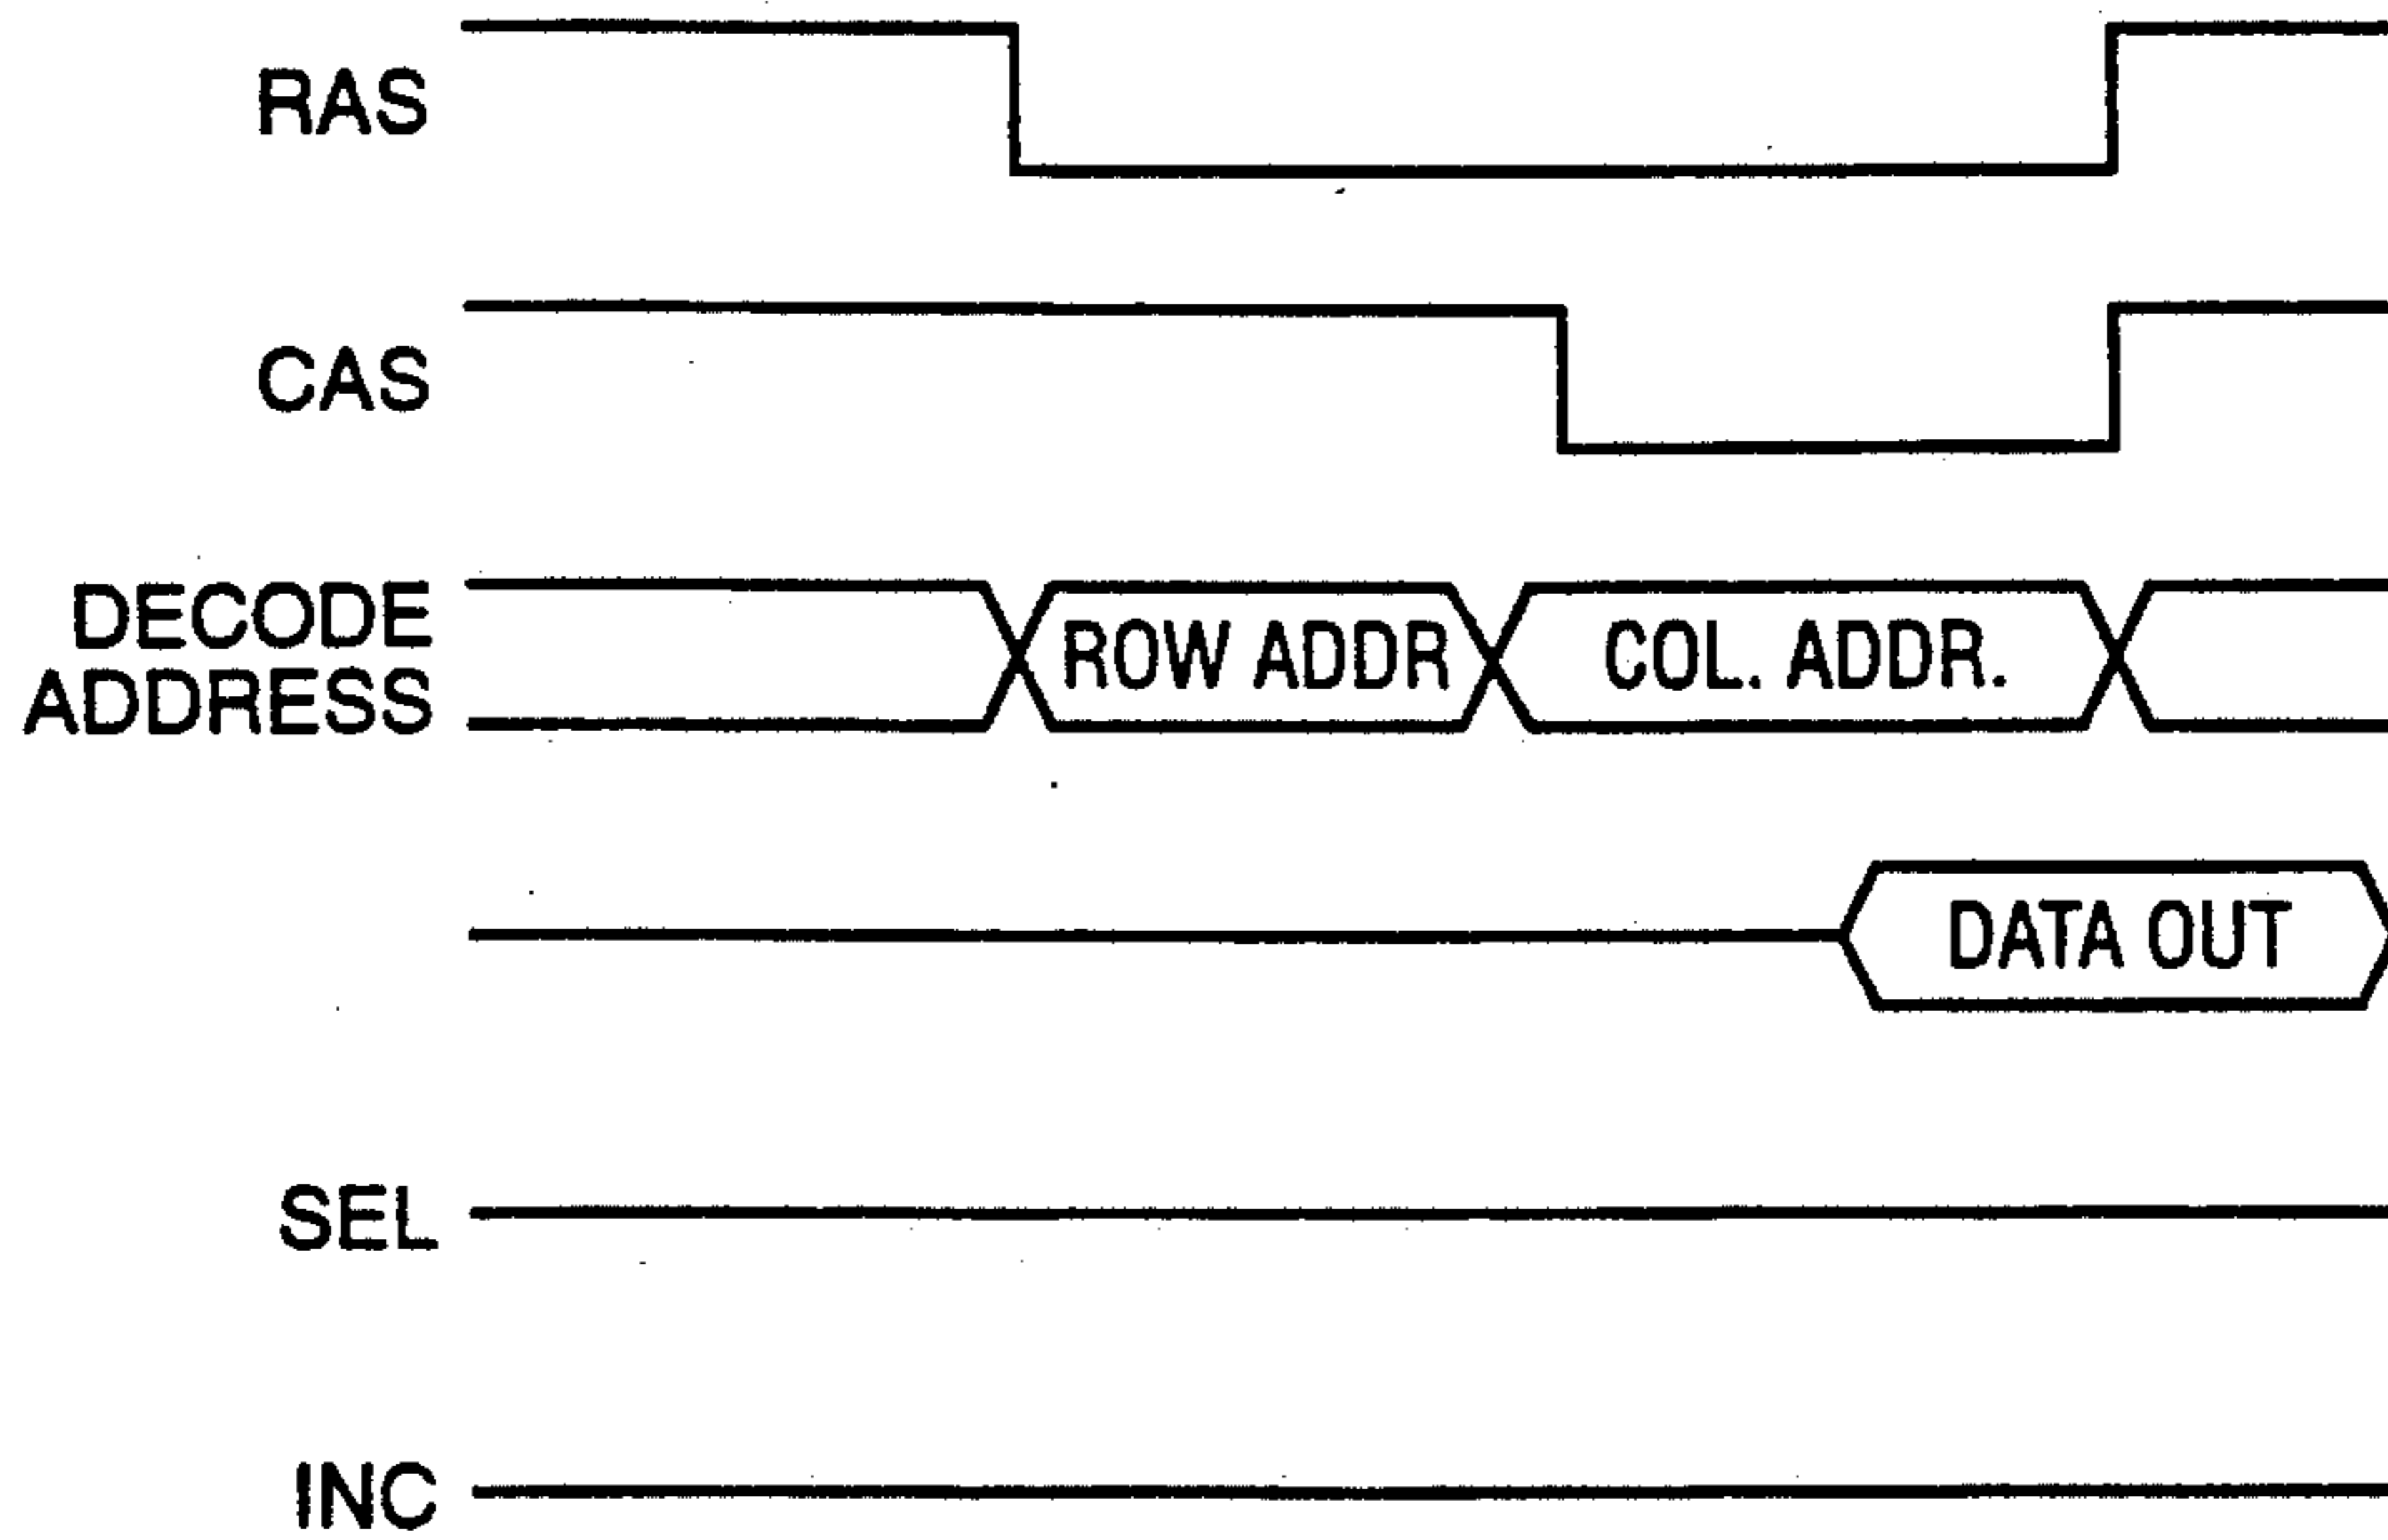 RAS
CAS
DECODE
ADDRESS
ROW ADDR
COL. ADDR.
DATA OUT
SEL
INC